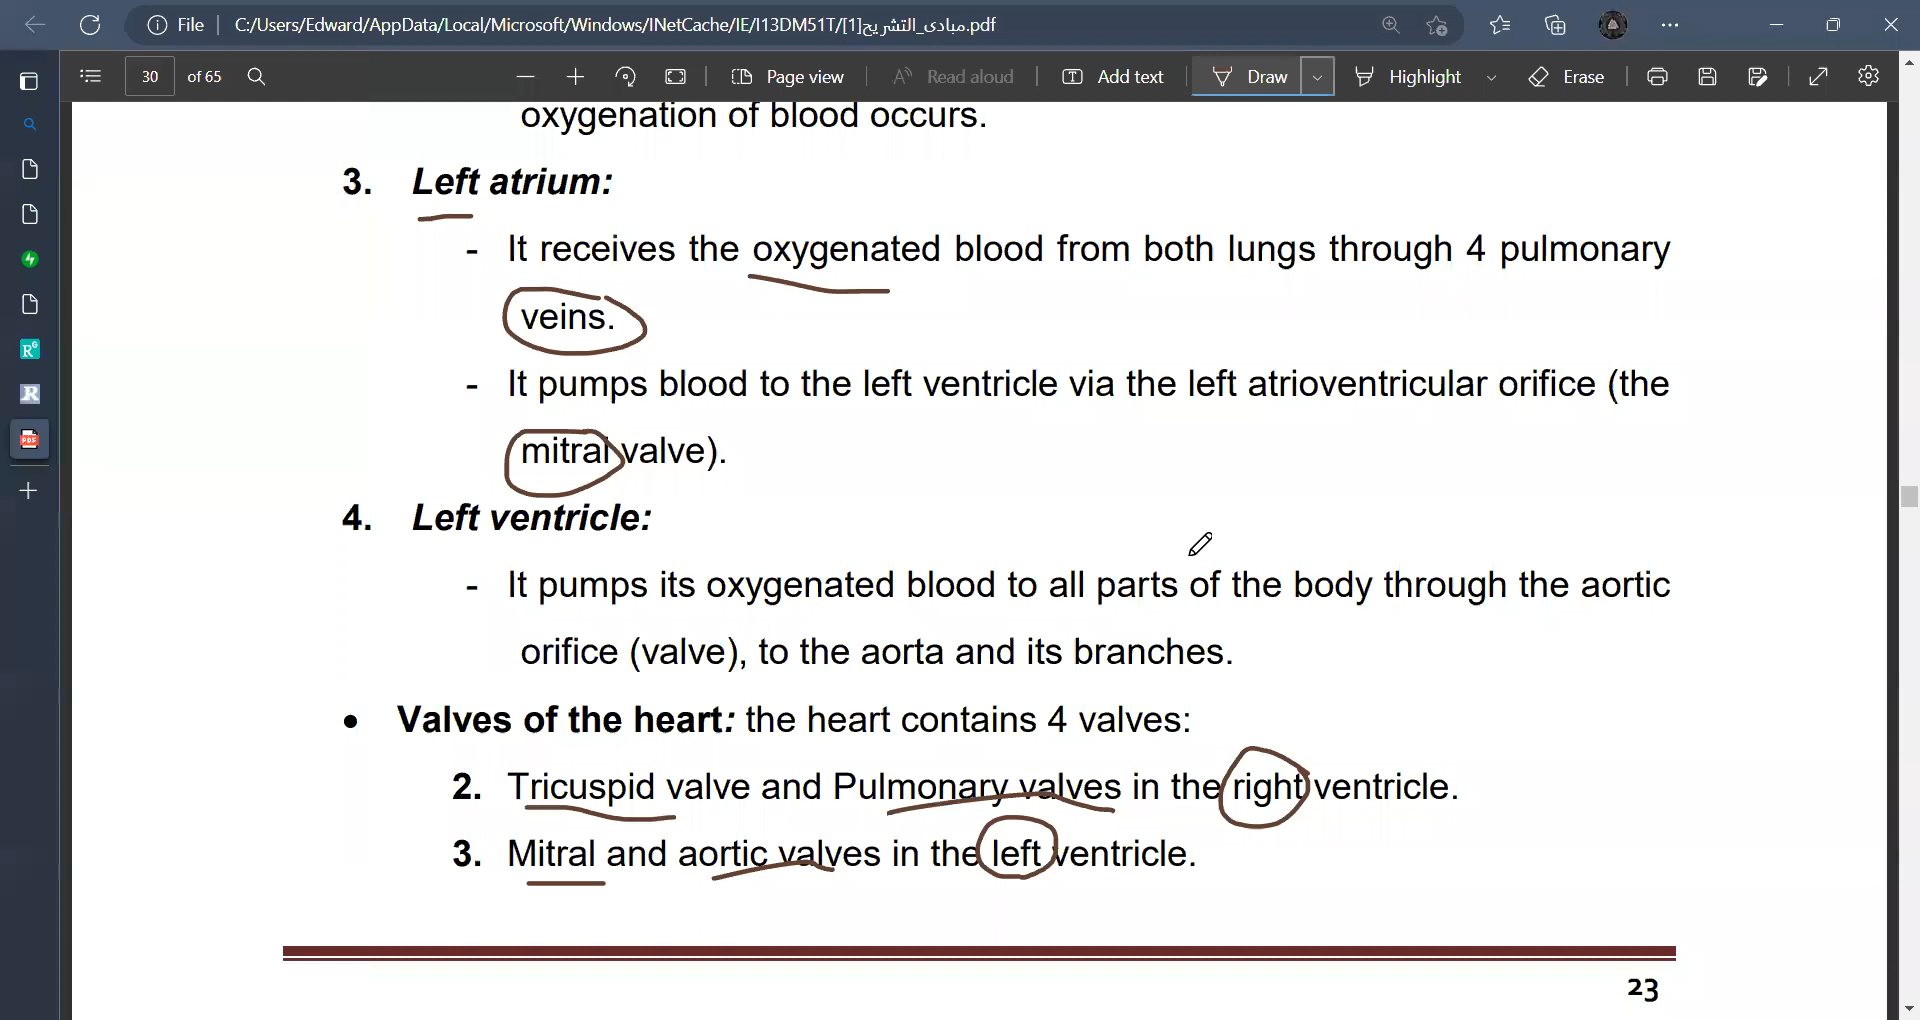 File C:/Users/Edward/AppData/Local/Microsoft/Windows/INetCache/IE/I13DM51T/[1]مبادى_التشريح.pdf
30 of 65 Page view Read aloud Add text Draw Highlight Erase
oxygenation of blood occurs.
3. Left atrium:
- It receives the oxygenated blood from both lungs through 4 pulmonary
veins.
- It pumps blood to the left ventricle via the left atrioventricular orifice (the
mitral valve).
4. Left ventricle:
- It pumps its oxygenated blood to all parts of the body through the aortic
orifice (valve), to the aorta and its branches.
• Valves of the heart: the heart contains 4 valves:
2. Tricuspid valve and Pulmonary valves in the right ventricle.
3. Mitral and aortic valves in the left ventricle.
23